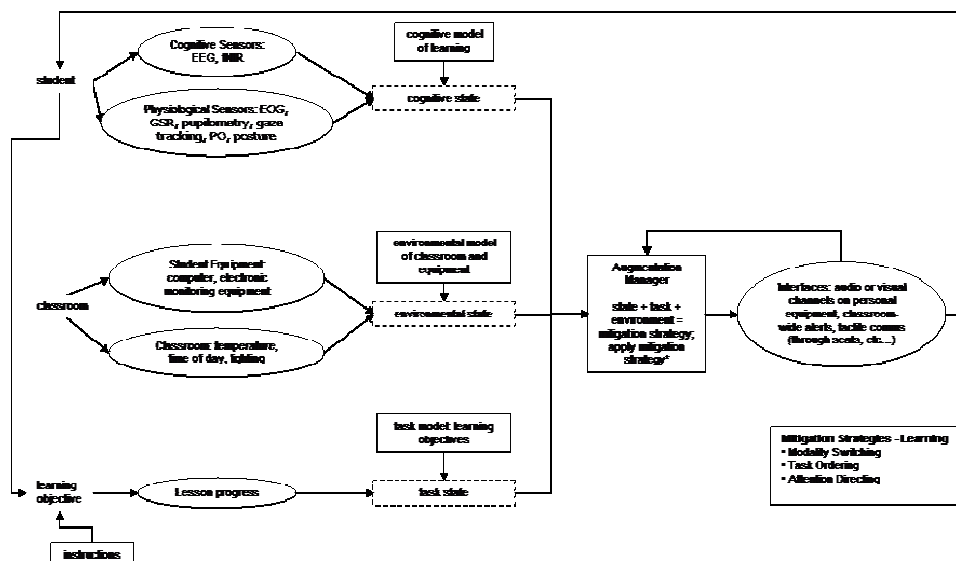 cognitive model
of learning
Cognitive Sensors:
EEG, fNIR
student
cognitive state
Physiological Sensors: EOG,
GSR, pupilometry, gaze
tracking, PO, posture
environmental model
of classroom and
equipment
Student Equipment:
computer, electronic
monitoring equipment
classroom
environmental state
Classroom: temperature,
time of day, lighting
Augmentation
Manager
state + task +
environment =
mitigation strategy;
apply mitigation
strategy*
Interfaces: audio or visual
channels on personal
equipment, classroom-
wide alerts, tactile comms
(through seats, etc...)
task model: learning
objectives
learning
objective
Lesson progress
task state
instructions
Mitigation Strategies - Learning
• Modality Switching
• Task Ordering
• Attention Directing